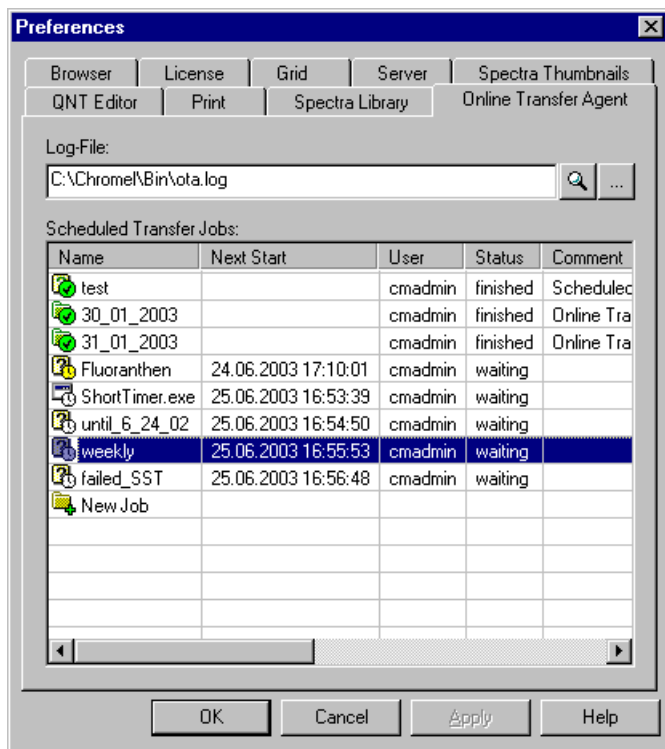 Preferences
Browser License Grid Server Spectra Thumbnails
QNT Editor Print Spectra Library Online Transfer Agent
Log-File:
C:\Chromel\Bin\ota.log ...
Scheduled Transfer Jobs:
Name Next Start User Status Comment
test cmadmin finished Scheduled
30_01_2003 cmadmin finished Online Tra
31_01_2003 cmadmin finished Online Tra
Fluoranthen 24.06.2003 17:10:01 cmadmin waiting
ShortTimer.exe 25.06.2003 16:53:39 cmadmin waiting
until_6_24_02 25.06.2003 16:54:50 cmadmin waiting
weekly 25.06.2003 16:55:53 cmadmin waiting
failed_SST 25.06.2003 16:56:48 cmadmin waiting
New Job
OK Cancel Apply Help